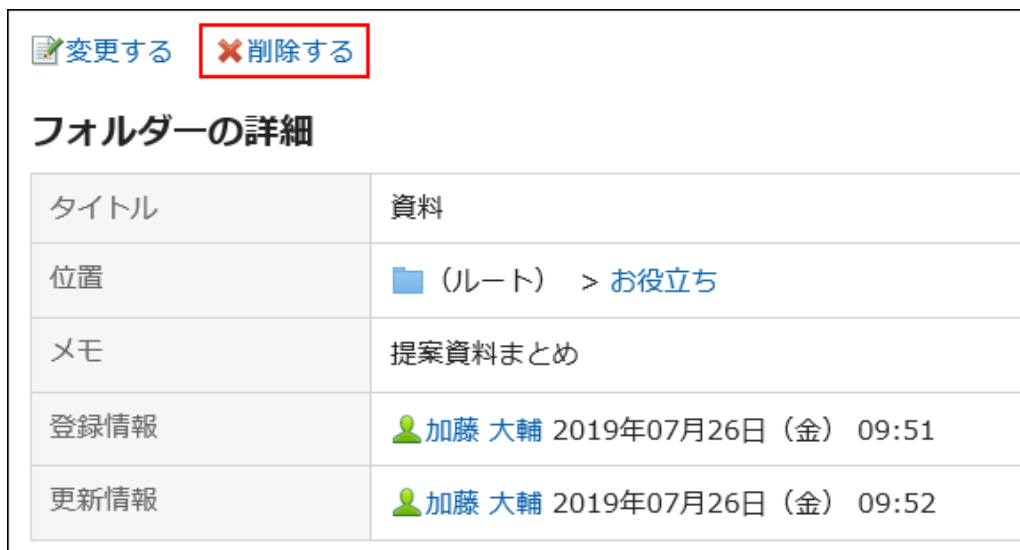 変更する 削除する
フォルダーの詳細
タイトル 資料
位置 （ルート） > お役立ち
メモ 提案資料まとめ
登録情報 加藤 大輔 2019年07月26日（金） 09:51
更新情報 加藤 大輔 2019年07月26日（金） 09:52